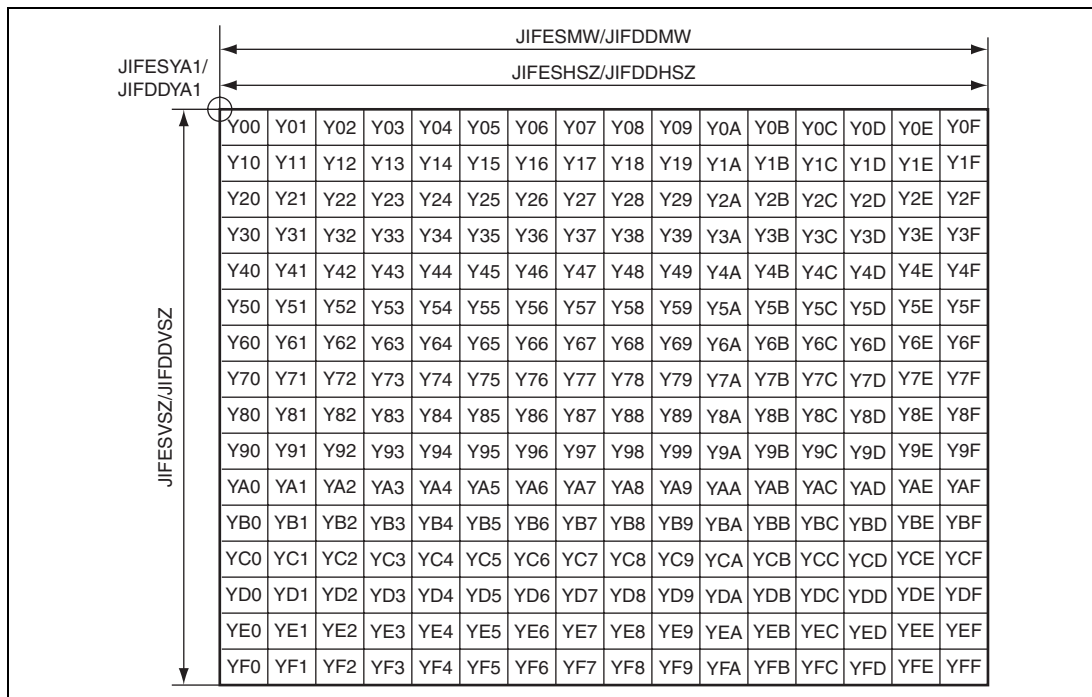 JIFESMW/JIFDDMW
JIFESYA1/
JIFDDYA1
JIFESHSZ/JIFDDHSZ
JIFESVSZ/JIFDDVSZ
Y00 Y01 Y02 Y03 Y04 Y05 Y06 Y07 Y08 Y09 Y0A Y0B Y0C Y0D Y0E Y0F
Y10 Y11 Y12 Y13 Y14 Y15 Y16 Y17 Y18 Y19 Y1A Y1B Y1C Y1D Y1E Y1F
Y20 Y21 Y22 Y23 Y24 Y25 Y26 Y27 Y28 Y29 Y2A Y2B Y2C Y2D Y2E Y2F
Y30 Y31 Y32 Y33 Y34 Y35 Y36 Y37 Y38 Y39 Y3A Y3B Y3C Y3D Y3E Y3F
Y40 Y41 Y42 Y43 Y44 Y45 Y46 Y47 Y48 Y49 Y4A Y4B Y4C Y4D Y4E Y4F
Y50 Y51 Y52 Y53 Y54 Y55 Y56 Y57 Y58 Y59 Y5A Y5B Y5C Y5D Y5E Y5F
Y60 Y61 Y62 Y63 Y64 Y65 Y66 Y67 Y68 Y69 Y6A Y6B Y6C Y6D Y6E Y6F
Y70 Y71 Y72 Y73 Y74 Y75 Y76 Y77 Y78 Y79 Y7A Y7B Y7C Y7D Y7E Y7F
Y80 Y81 Y82 Y83 Y84 Y85 Y86 Y87 Y88 Y89 Y8A Y8B Y8C Y8D Y8E Y8F
Y90 Y91 Y92 Y93 Y94 Y95 Y96 Y97 Y98 Y99 Y9A Y9B Y9C Y9D Y9E Y9F
YA0 YA1 YA2 YA3 YA4 YA5 YA6 YA7 YA8 YA9 YAA YAB YAC YAD YAE YAF
YB0 YB1 YB2 YB3 YB4 YB5 YB6 YB7 YB8 YB9 YBA YBB YBC YBD YBE YBF
YC0 YC1 YC2 YC3 YC4 YC5 YC6 YC7 YC8 YC9 YCA YCB YCC YCD YCE YCF
YD0 YD1 YD2 YD3 YD4 YD5 YD6 YD7 YD8 YD9 YDA YDB YDC YDD YDE YDF
YE0 YE1 YE2 YE3 YE4 YE5 YE6 YE7 YE8 YE9 YEA YEB YEC YED YEE YEF
YF0 YF1 YF2 YF3 YF4 YF5 YF6 YF7 YF8 YF9 YFA YFB YFC YFD YFE YFF